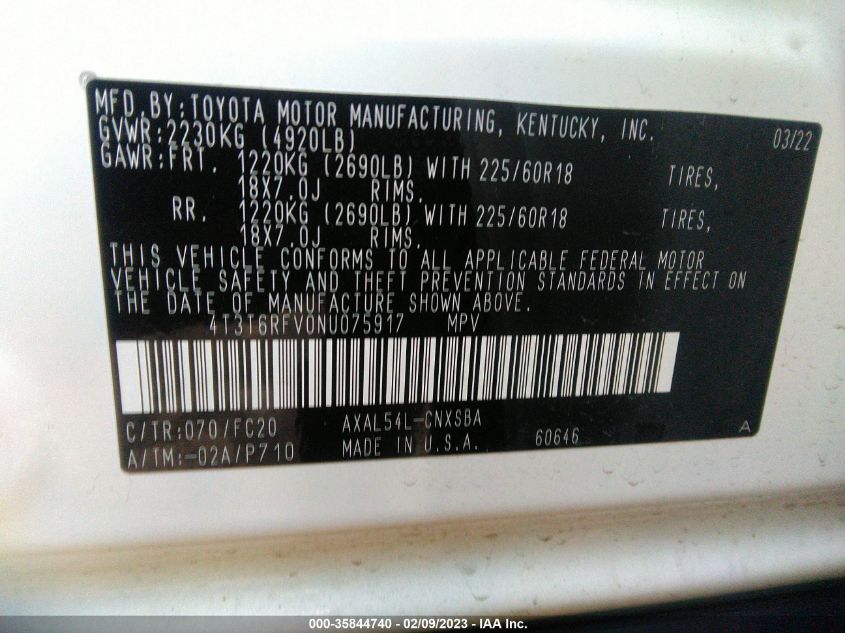 MFD.BY:TOYOTA MOTOR MANUFACTURING, KENTUCKY, INC. 03/22
GVWR:2230KG (4920LB)
GAWR:FRT. 1220KG (2690LB) WITH 225/60R18 TIRES,
18X7.0J RIMS.
RR. 1220KG (2690LB) WITH 225/60R18 TIRES,
18X7.0J RIMS.
THIS VEHICLE CONFORMS TO ALL APPLICABLE FEDERAL MOTOR
VEHICLE SAFETY AND THEFT PREVENTION STANDARDS IN EFFECT ON
THE DATE OF MANUFACTURE SHOWN ABOVE.
4T3T6RFV0NU075917 MPV
C/TR:070/FC20 AXAL54L-CNXSBA
A/TM:-02A/P710 MADE IN U.S.A. 60646 A
000-35844740 - 02/09/2023 - IAA Inc.